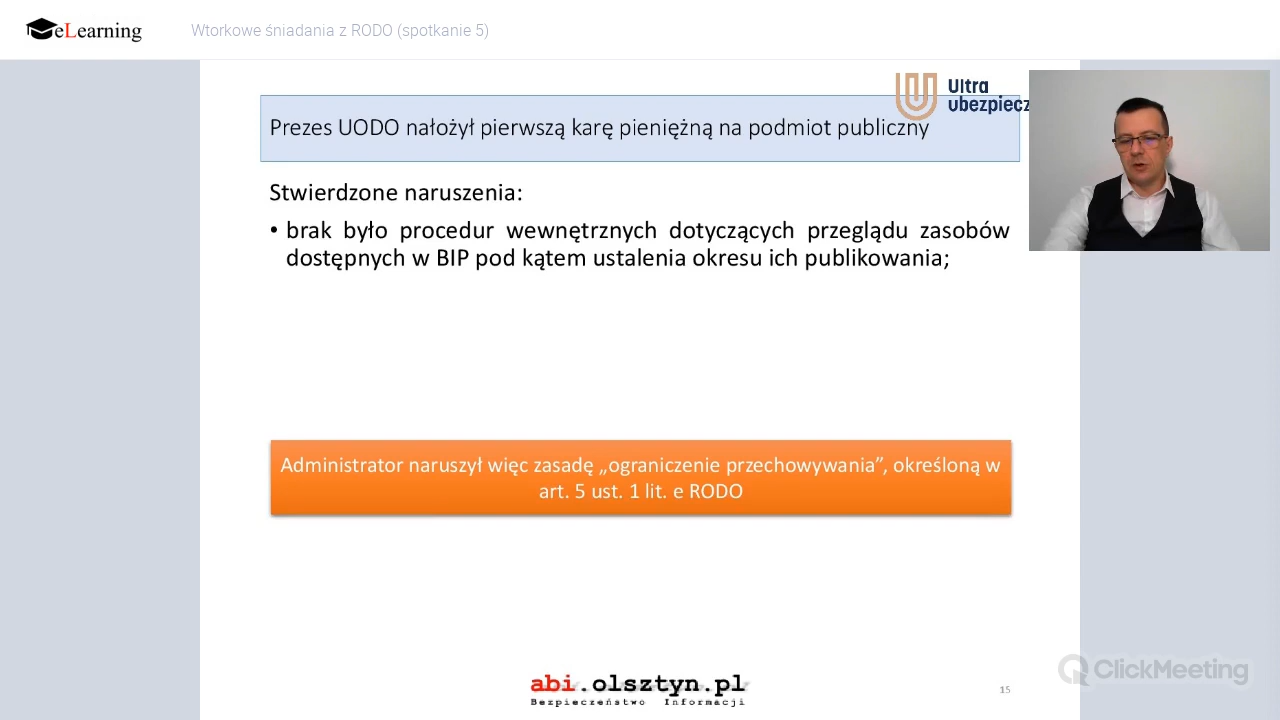 eLearning
Wtorkowe śniadania z RODO (spotkanie 5)
Ultra
ubezpiecz
Prezes UODO nałożył pierwszą karę pieniężną na podmiot publiczny
Stwierdzone naruszenia:
• brak było procedur wewnętrznych dotyczących przeglądu zasobów
dostępnych w BIP pod kątem ustalenia okresu ich publikowania;
Administrator naruszył więc zasadę „ograniczenie przechowywania”, określoną w
art. 5 ust. 1 lit. e RODO
abi.olsztyn.pl
Bezpieczeństwo Informacji
15
ClickMeeting